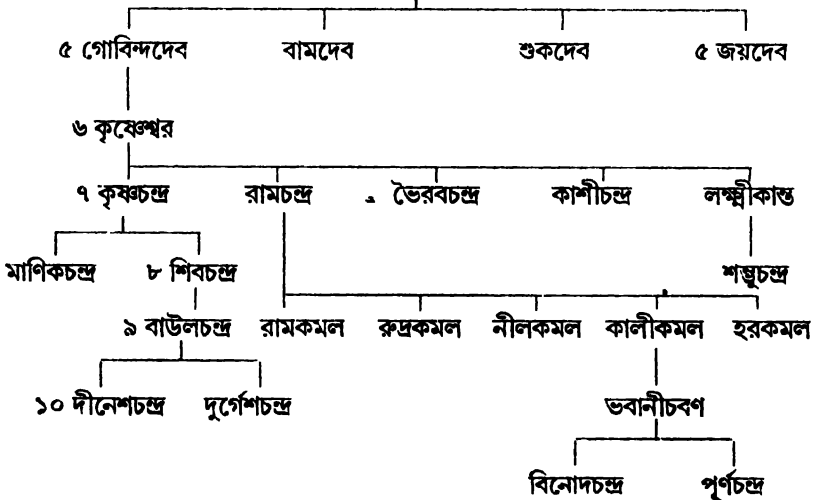 ৫ গোবিন্দদেব বামদেব শুকদেব ৫ জয়দেব
৬ কৃষ্ণেশ্বর
৭ কৃষ্ণচন্দ্র রামচন্দ্র ভৈরবচন্দ্র কাশীচন্দ্র লক্ষ্মীকান্ত
মাণিকচন্দ্র ৮ শিবচন্দ্র শম্ভুচন্দ্র
৯ বাউলচন্দ্র রামকমল রুদ্রকমল নীলকমল কালীকমল হরকমল
১০ দীনেশচন্দ্র দুর্গেশচন্দ্র ভবানীচবণ
বিনোদচন্দ্র পূর্ণচন্দ্র